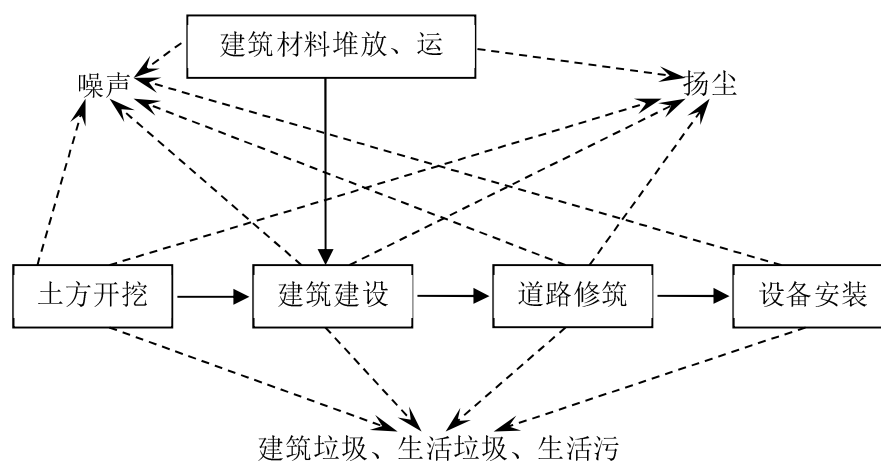 建筑材料堆放、运
噪声
扬尘
土方开挖
建筑建设
道路修筑
设备安装
建筑垃圾、生活垃圾、生活污